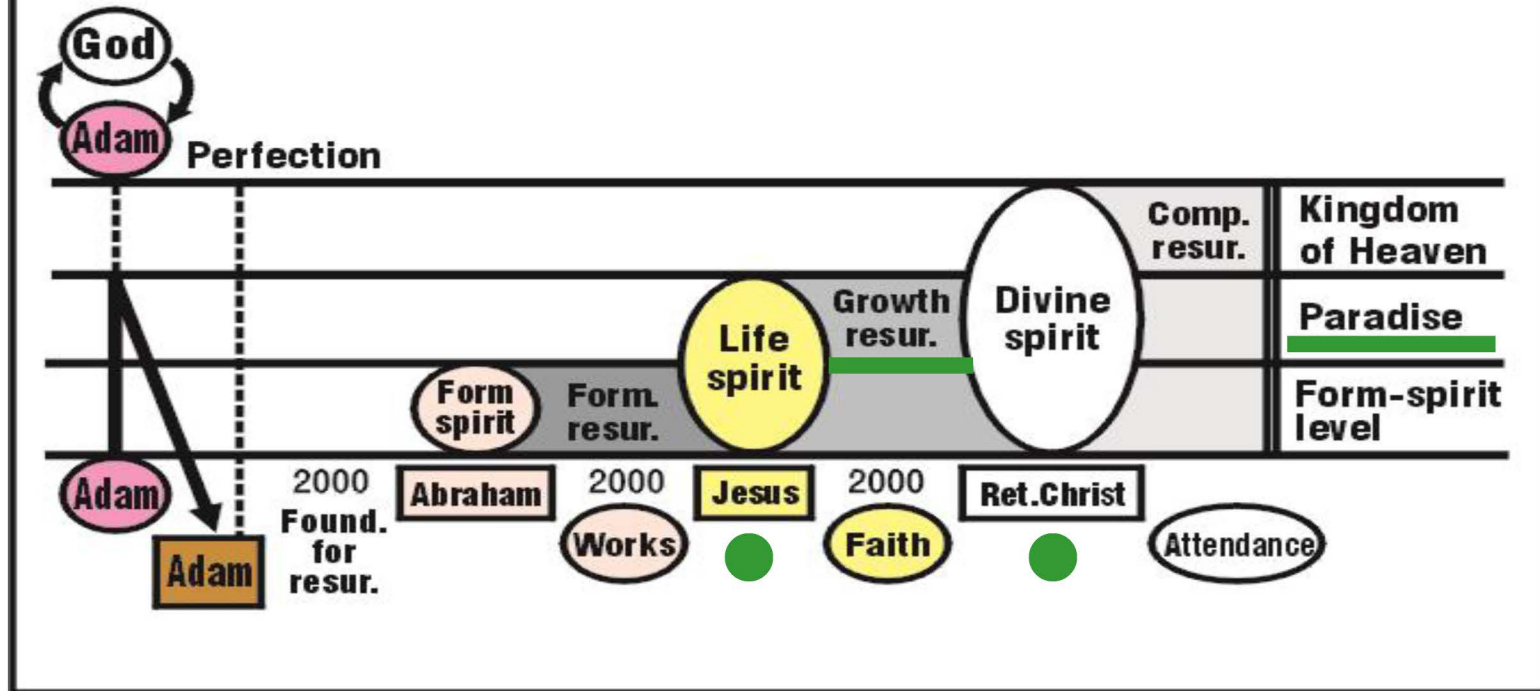 God
Adam
Perfection
Comp.
resur.
Kingdom
of Heaven
Growth
resur.
Divine
spirit
Paradise
Life
spirit
Form
spirit
Form.
resur.
Form-spirit
level
Adam
2000
Found.
for
resur.
Abraham
2000
Works
Jesus
2000
Faith
Ret.Christ
Attendance
Adam